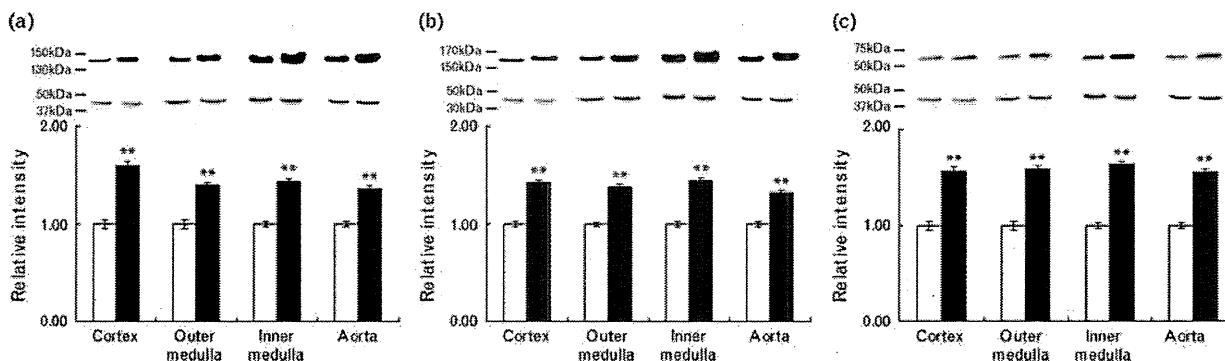 (a)
150kDa
130kDa
50kDa
37kDa
2.00
1.00
0.00
Relative intensity
** ** ** **
Cortex Outer medulla Inner medulla Aorta
(b)
170kDa
150kDa
50kDa
30kDa
2.00
1.00
0.00
Relative intensity
** ** ** **
Cortex Outer medulla Inner medulla Aorta
(c)
75kDa
50kDa
50kDa
37kDa
2.00
1.00
0.00
Relative intensity
** ** ** **
Cortex Outer medulla Inner medulla Aorta